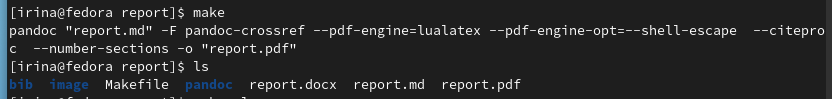 [irina@fedora report]$ make
pandoc "report.md" -F pandoc-crossref --pdf-engine=lualatex --pdf-engine-opt=--shell-escape  --citepro
c  --number-sections -o "report.pdf"
[irina@fedora report]$ ls
bib  image  Makefile  pandoc  report.docx  report.md  report.pdf